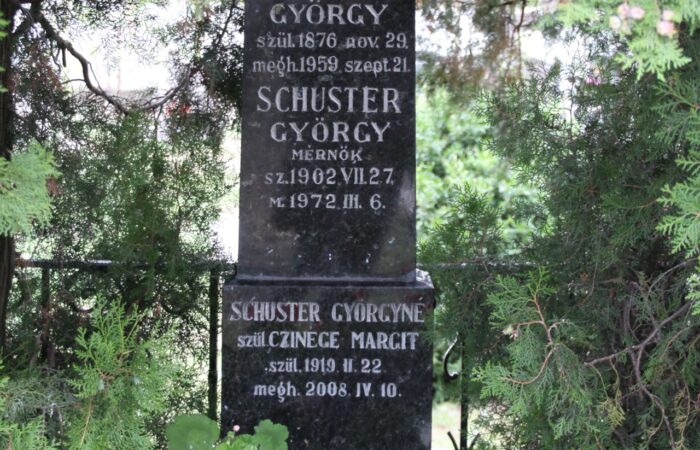 GYÖRGY
szül. 1876. nov. 29.
megh. 1959. szept. 21.
SCHUSTER
GYÖRGY
MÉRNÖK
sz. 1902. VII. 27.
M. 1972. III. 6.
SCHUSTER GYÖRGYNÉ
szül. CZINEGE MARGIT
szül. 1919. II. 22
megh. 2008. IV. 10.